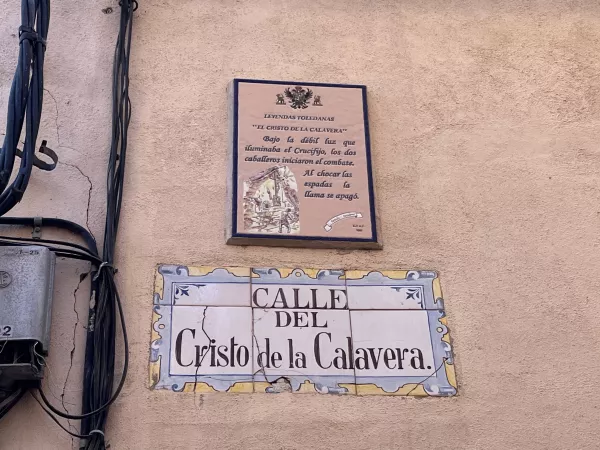 LEYENDAS TOLEDANAS
"EL CRISTO DE LA CALAVERA"
Bajo la débil luz que
iluminaba el Crucifijo, los dos
caballeros iniciaron el combate.
Al chocar las
espadas la
llama se apagó.
CALLE
DEL
Cristo de la Calavera.